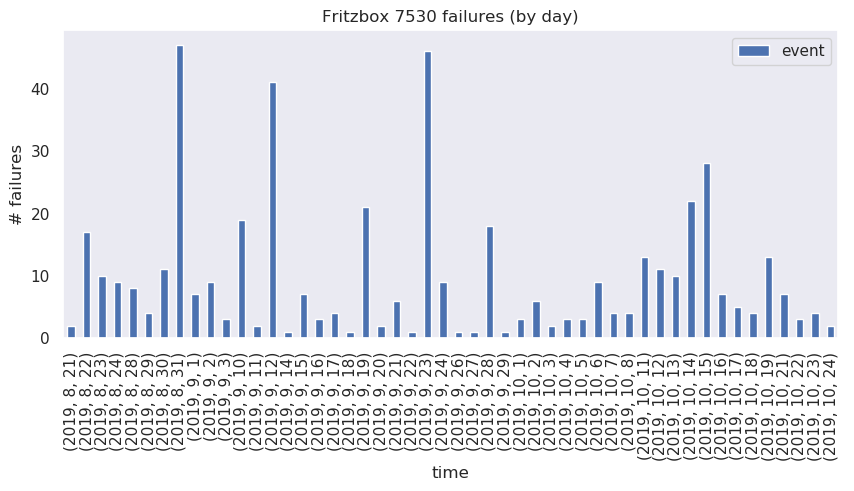 Fritzbox 7530 failures (by day)
event
# failures
40
30
20
10
0
(2019, 8, 21)
(2019, 8, 22)
(2019, 8, 23)
(2019, 8, 24)
(2019, 8, 28)
(2019, 8, 29)
(2019, 8, 30)
(2019, 8, 31)
(2019, 9, 1)
(2019, 9, 2)
(2019, 9, 3)
(2019, 9, 10)
(2019, 9, 11)
(2019, 9, 12)
(2019, 9, 14)
(2019, 9, 15)
(2019, 9, 16)
(2019, 9, 17)
(2019, 9, 18)
(2019, 9, 19)
(2019, 9, 20)
(2019, 9, 21)
(2019, 9, 22)
(2019, 9, 23)
(2019, 9, 24)
(2019, 9, 26)
(2019, 9, 27)
(2019, 9, 28)
(2019, 9, 29)
(2019, 10, 1)
(2019, 10, 2)
(2019, 10, 3)
(2019, 10, 4)
(2019, 10, 5)
(2019, 10, 6)
(2019, 10, 7)
(2019, 10, 8)
(2019, 10, 11)
(2019, 10, 12)
(2019, 10, 13)
(2019, 10, 14)
(2019, 10, 15)
(2019, 10, 16)
(2019, 10, 17)
(2019, 10, 18)
(2019, 10, 19)
(2019, 10, 21)
(2019, 10, 22)
(2019, 10, 23)
(2019, 10, 24)
time